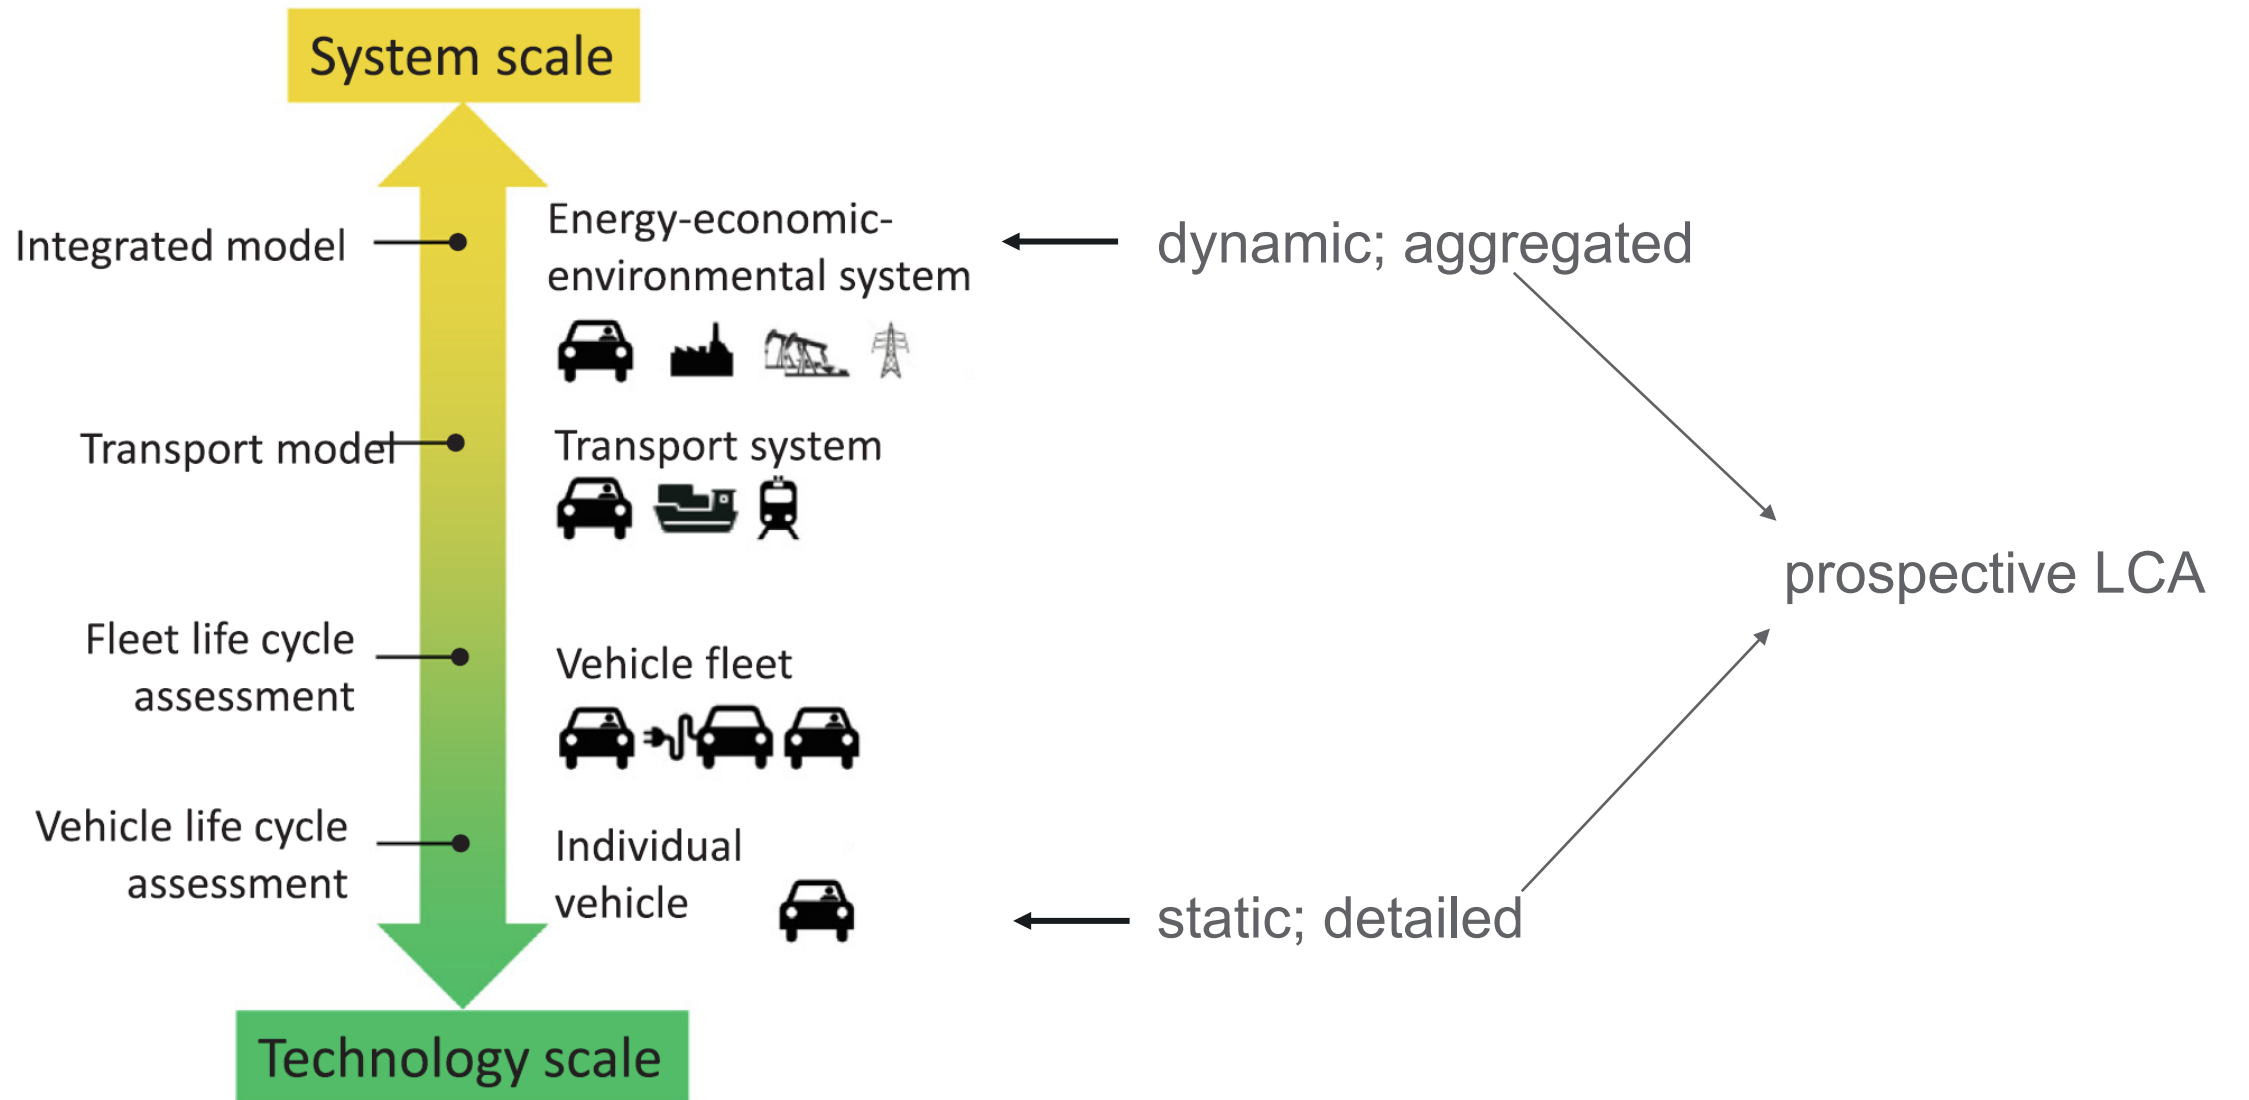 System scale
Integrated model
Energy-economic-
environmental system
dynamic; aggregated
Transport model
Transport system
prospective LCA
Fleet life cycle
assessment
Vehicle fleet
Vehicle life cycle
assessment
Individual
vehicle
static; detailed
Technology scale